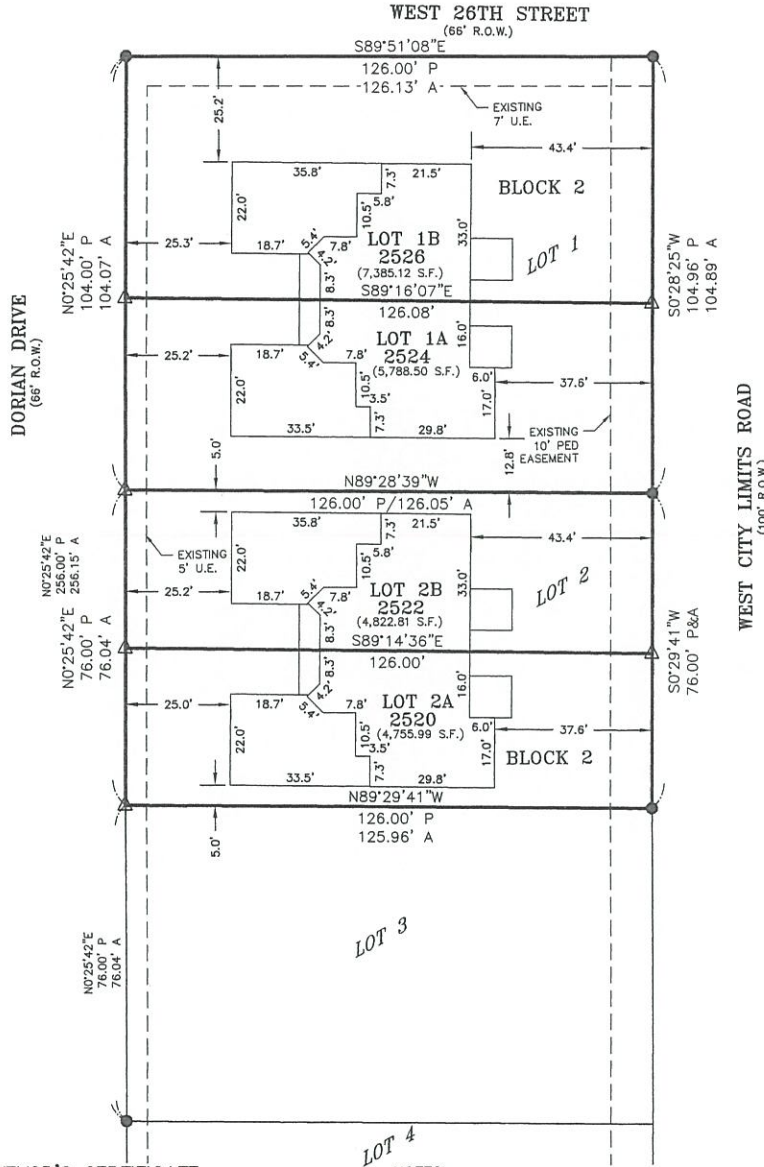 WEST 26TH STREET
(66' R.O.W.)
S89°51'08"E
126.00' P
126.13' A
EXISTING
7' U.E.
25.2'
43.4'
35.8'
7.3'
21.5'
BLOCK 2
5.8'
22.0'
10.5'
33.0'
N0°25'42"E
104.00' P
104.07' A
25.3'
18.7'
5.4'
7.8'
4.2'
8.3'
LOT 1B
2526
(7,385.12 S.F.)
LOT 1
S0°28'25"W
104.96' P
104.89' A
S89°16'07"E
126.08'
DORIAN DRIVE
(66' R.O.W.)
8.3'
4.2'
LOT 1A
2524
(5,788.50 S.F.)
16.0'
25.2'
18.7'
5.4'
7.8'
6.0'
37.6'
22.0'
10.5'
3.5'
17.0'
7.3'
33.5'
29.8'
EXISTING
10' PED
EASEMENT
12.8'
5.0'
N89°28'39"W
126.00' P/126.05' A
WEST CITY LIMITS ROAD
(100' R.O.W.)
35.8'
7.3'
21.5'
5.8'
43.4'
N0°25'42"E
256.00' P
256.15' A
EXISTING
5' U.E.
22.0'
10.5'
33.0'
25.2'
18.7'
5.4'
7.8'
4.2'
8.3'
LOT 2B
2522
(4,822.81 S.F.)
LOT 2
N0°25'42"E
76.00' P
76.04' A
S0°29'41"W
76.00' P&A
S89°14'36"E
126.00'
8.3'
4.2'
LOT 2A
2520
(4,755.99 S.F.)
16.0'
25.0'
18.7'
5.4'
7.8'
6.0'
37.6'
22.0'
10.5'
3.5'
17.0'
7.3'
33.5'
29.8'
BLOCK 2
N89°29'41"W
126.00' P
125.96' A
5.0'
LOT 3
N0°25'42"E
76.00' P
76.04' A
LOT 4